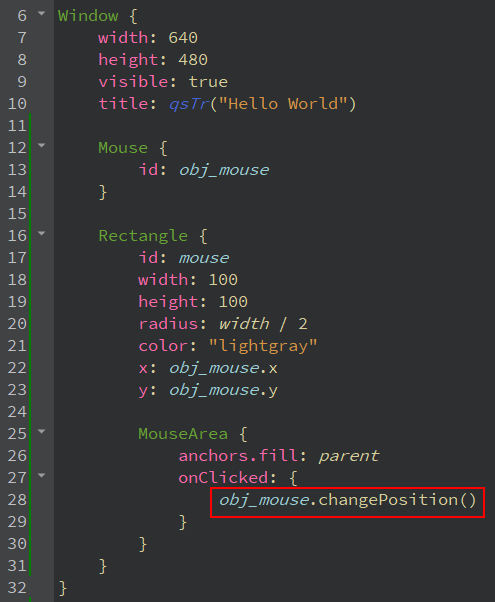 6 Window {
7 width: 640
8 height: 480
9 visible: true
10 title: qsTr("Hello World")
11
12 Mouse {
13 id: obj_mouse
14 }
15
16 Rectangle {
17 id: mouse
18 width: 100
19 height: 100
20 radius: width / 2
21 color: "lightgray"
22 x: obj_mouse.x
23 y: obj_mouse.y
24
25 MouseArea {
26 anchors.fill: parent
27 onClicked: {
28 obj_mouse.changePosition()
29 }
30 }
31 }
32 }